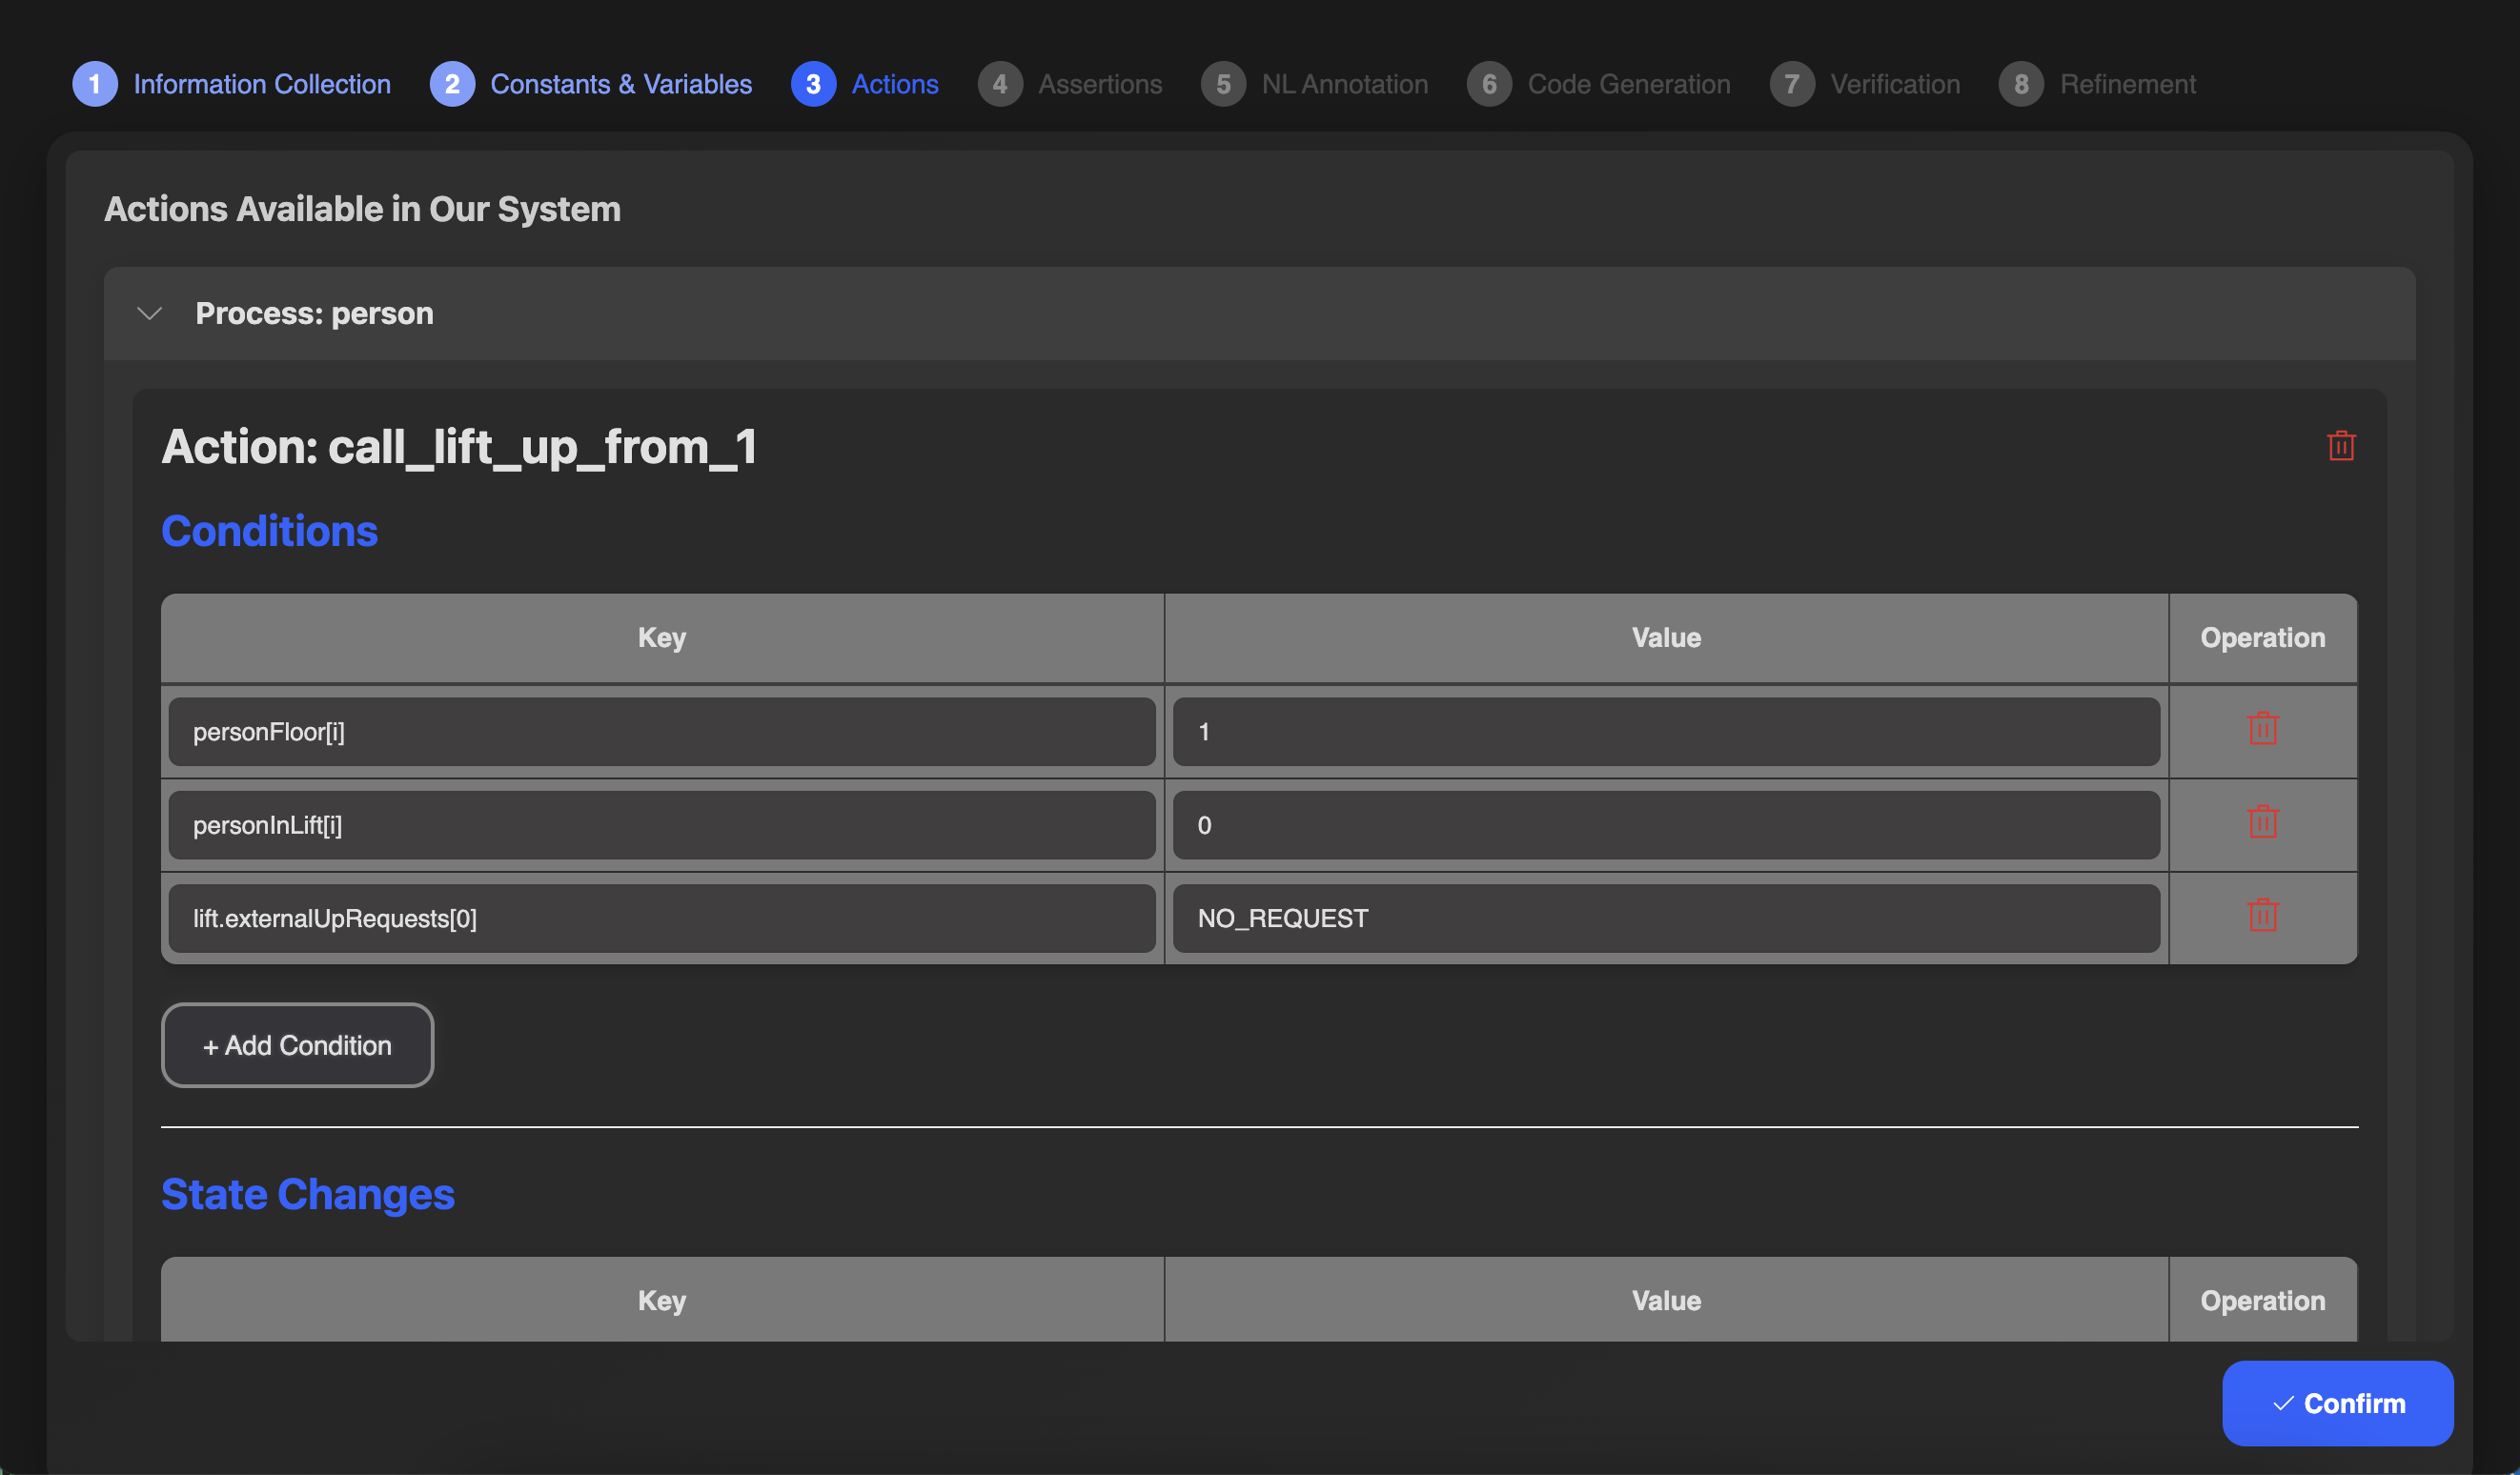 1 Information Collection 2 Constants & Variables 3 Actions 4 Assertions 5 NL Annotation 6 Code Generation 7 Verification 8 Refinement
Actions Available in Our System
Process: person
Action: call_lift_up_from_1
Conditions
Key Value Operation
personFloor[i] 1
personInLift[i] 0
lift.externalUpRequests[0] NO_REQUEST
+ Add Condition
State Changes
Key Value Operation
Confirm